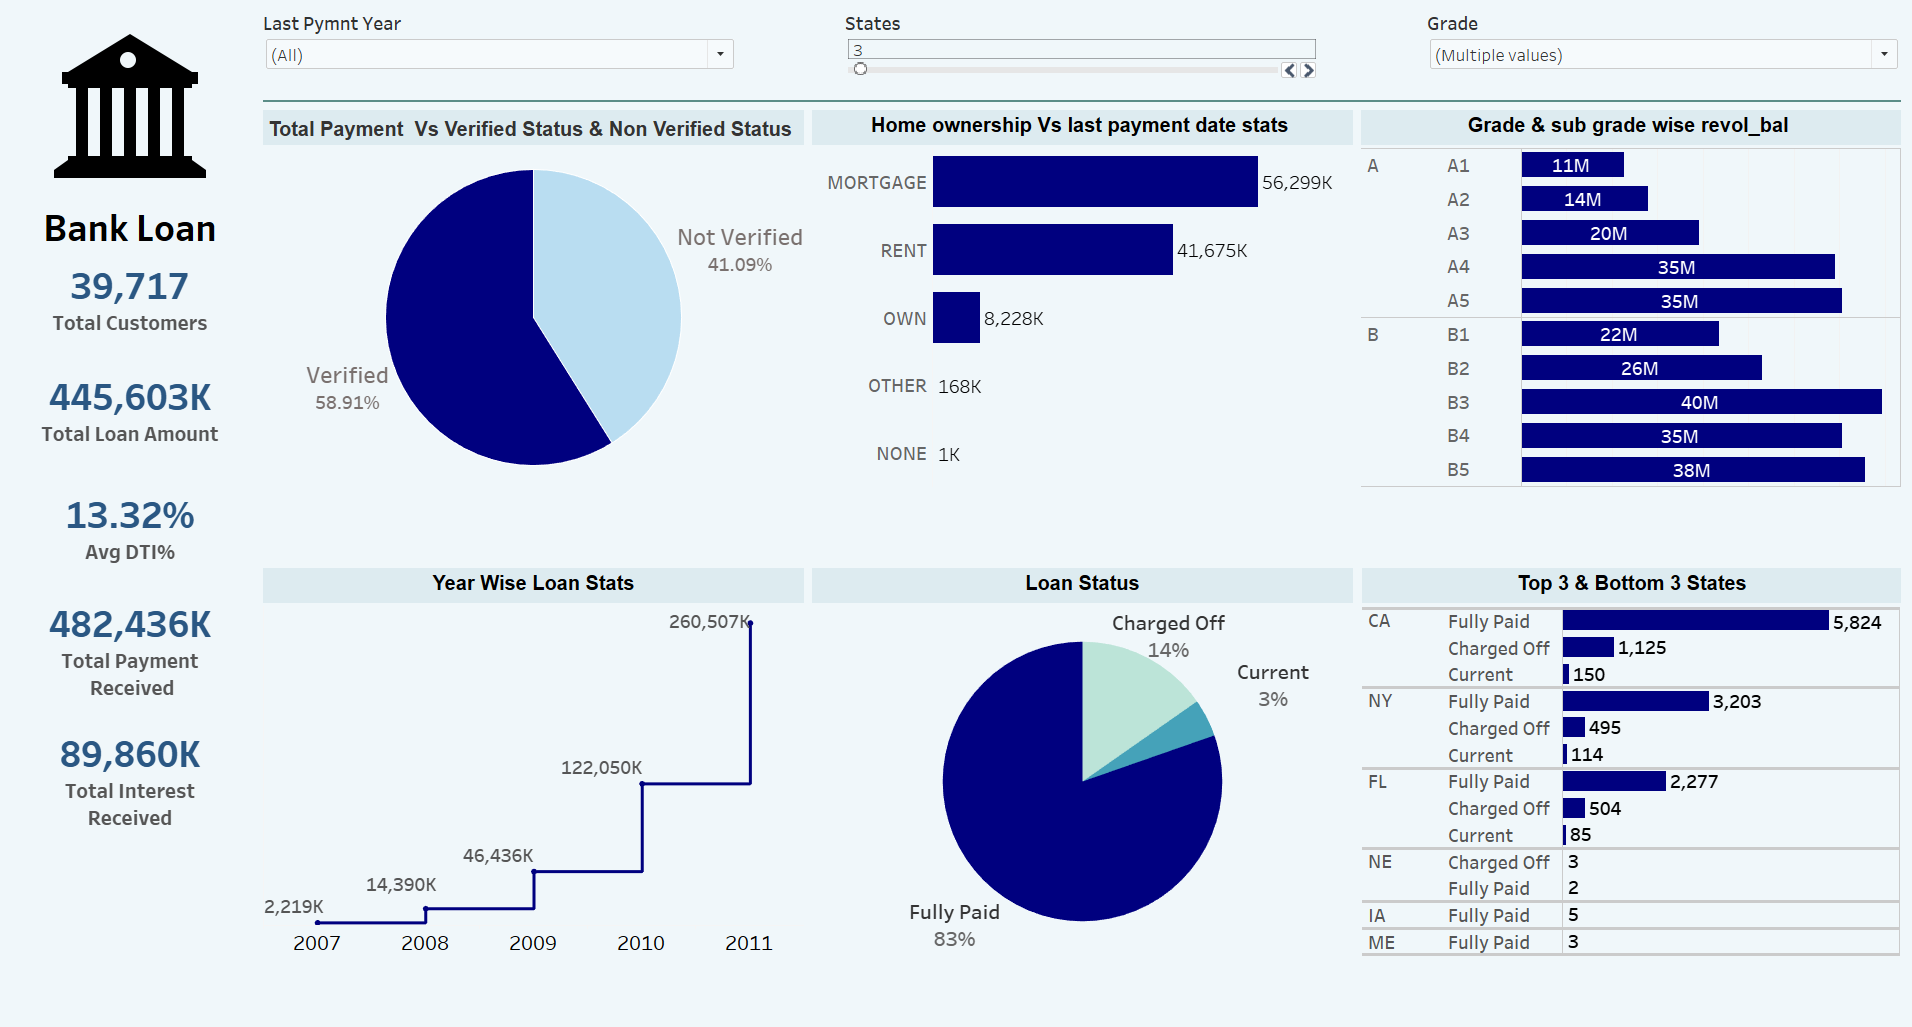 Last Pymnt Year
(All)
States
3
Grade
(Multiple values)
Bank Loan
39,717
Total Customers
445,603K
Total Loan Amount
13.32%
Avg DTI%
482,436K
Total Payment
Received
89,860K
Total Interest
Received
Total Payment  Vs Verified Status & Non Verified Status
Not Verified
41.09%
Verified
58.91%
Home ownership Vs last payment date stats
MORTGAGE 56,299K
RENT 41,675K
OWN 8,228K
OTHER 168K
NONE 1K
Grade & sub grade wise revol_bal
A A1 11M
A2 14M
A3 20M
A4 35M
A5 35M
B B1 22M
B2 26M
B3 40M
B4 35M
B5 38M
Year Wise Loan Stats
260,507K
122,050K
46,436K
14,390K
2,219K
2007 2008 2009 2010 2011
Loan Status
Charged Off
14%
Current
3%
Fully Paid
83%
Top 3 & Bottom 3 States
CA Fully Paid 5,824
Charged Off 1,125
Current 150
NY Fully Paid 3,203
Charged Off 495
Current 114
FL Fully Paid 2,277
Charged Off 504
Current 85
NE Charged Off 3
Fully Paid 2
IA Fully Paid 5
ME Fully Paid 3